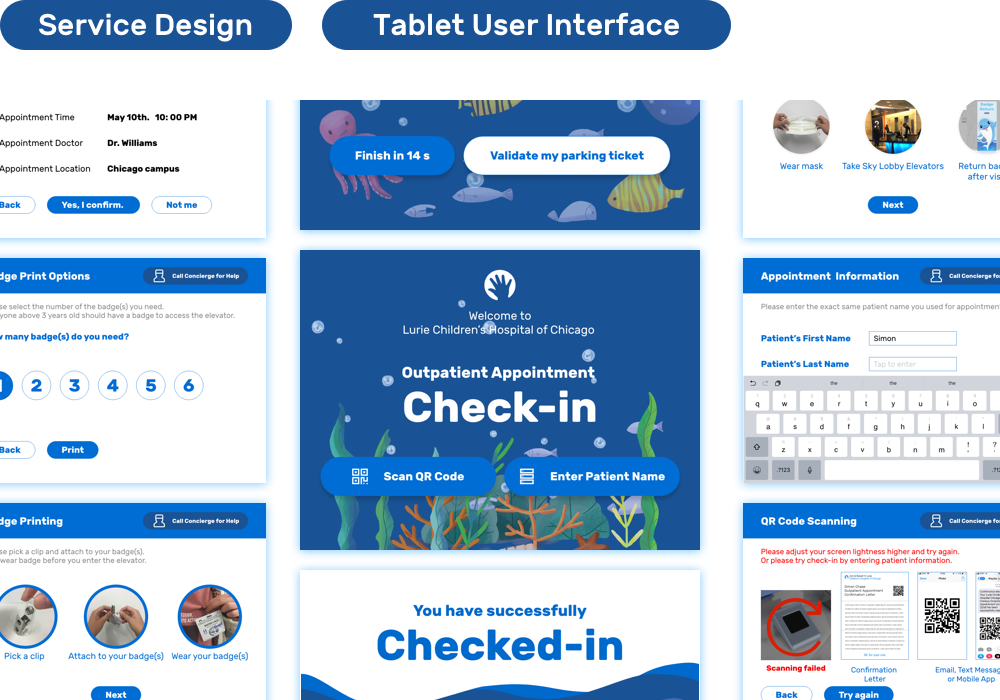 Service Design
Tablet User Interface
Appointment Time May 10th. 10: 00 PM
Appointment Doctor Dr. Williams
Appointment Location Chicago campus
Back
Yes, I confirm.
Not me
Finish in 14 s
Validate my parking ticket
Wear mask
Take Sky Lobby Elevators
Return
after
Next
Print Options
Call Concierge for Help
select the number of the badge(s) you need.
above 3 years old should have a badge to access the elevator.
many badge(s) do you need?
1 2 3 4 5 6
Back
Print
Printing
Call Concierge for Help
pick a clip and attach to your badge(s).
wear badge before you enter the elevator.
Pick a clip
Attach to your badge(s)
Wear your badge(s)
Next
Welcome to
Lurie Children's Hospital of Chicago
Outpatient Appointment
Check-in
Scan QR Code
Enter Patient Name
You have successfully
Checked-in
Appointment Information
Call Concierge for
Please enter the exact same patient name you used for appointment
Patient's First Name
Simon
Patient's Last Name
Tap to enter
the the the
q w e r t y u i o
a s d f g h j k l
z x c v b n m ! ?
.?123
QR Code Scanning
Call Concierge for
Please adjust your screen lightness higher and try again.
Or please try check-in by entering patient information.
Scanning failed
Confirmation
Letter
Email, Text
or Mobile App
Back
Try again